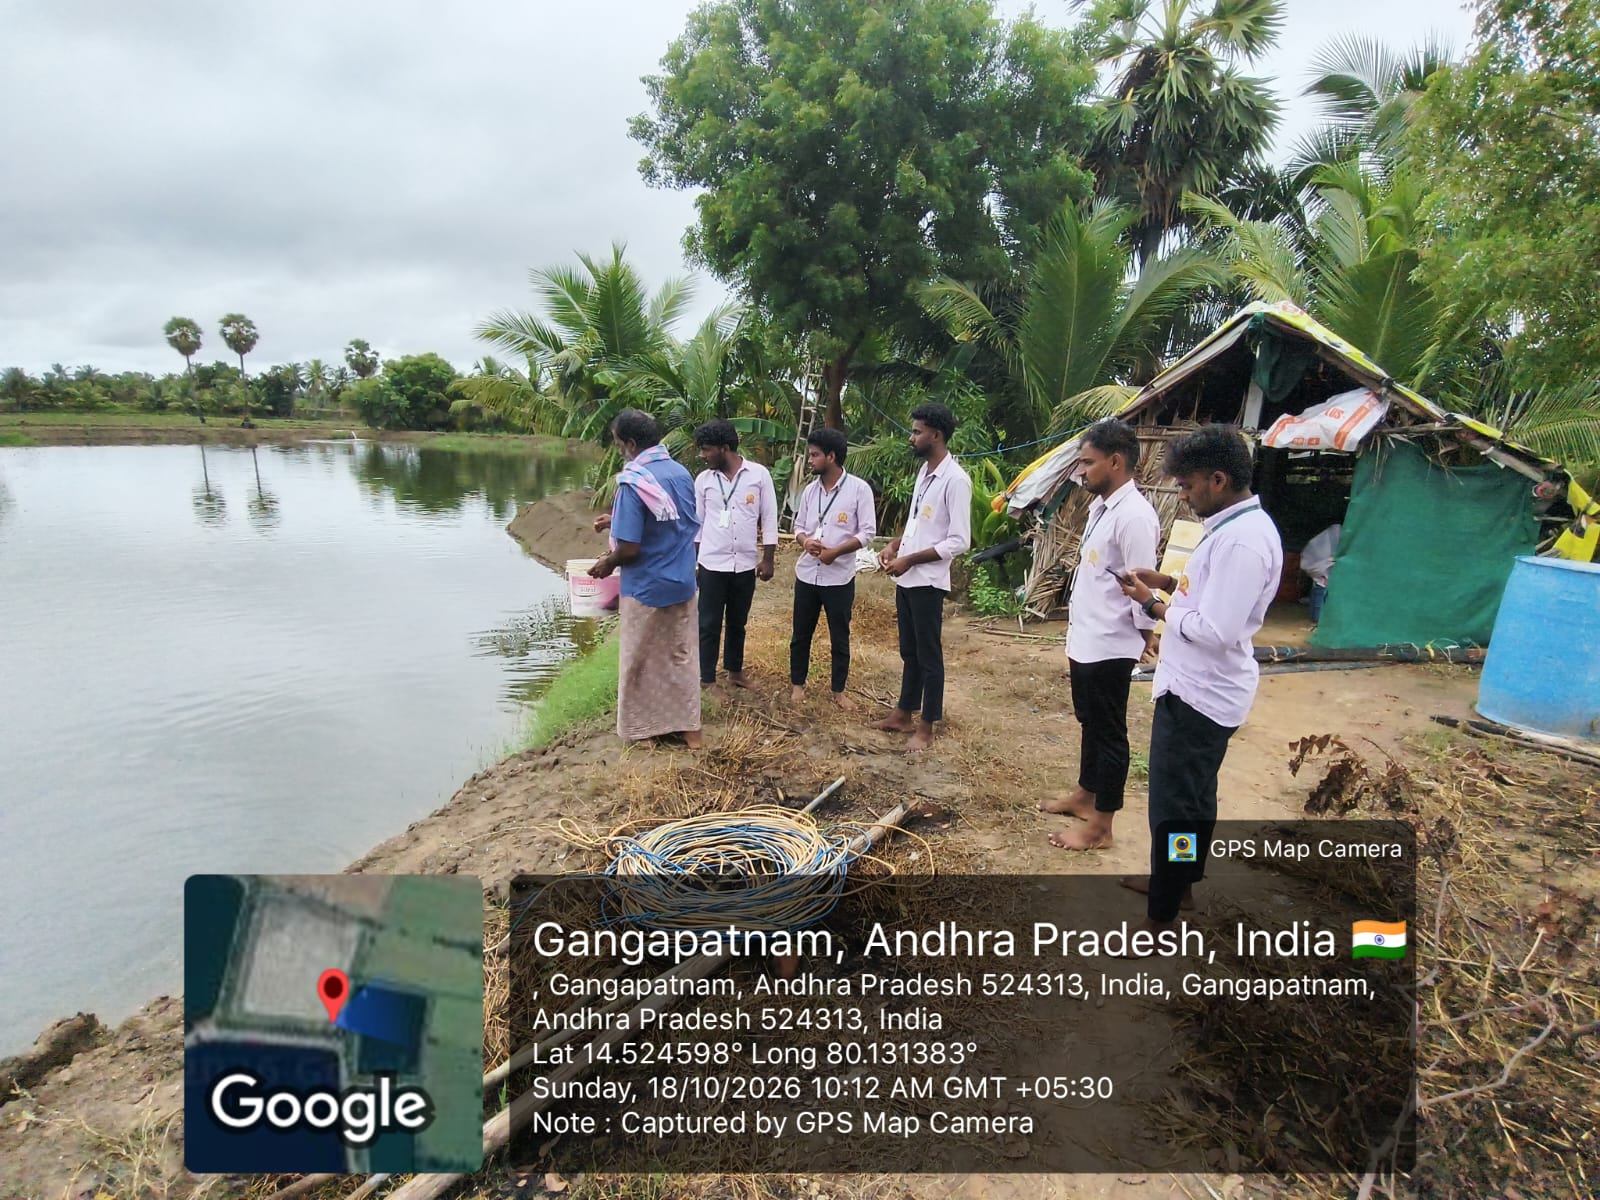 GPS Map Camera
Gangapatnam, Andhra Pradesh, India
, Gangapatnam, Andhra Pradesh 524313, India, Gangapatnam,
Andhra Pradesh 524313, India
Lat 14.524598° Long 80.131383°
Sunday, 18/10/2026 10:12 AM GMT +05:30
Note : Captured by GPS Map Camera
Google